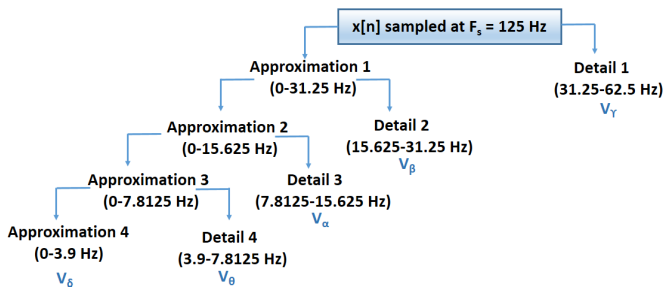 x[n] sampled at Fs = 125 Hz
Approximation 1
(0-31.25 Hz)
Detail 1
(31.25-62.5 Hz)
Vϒ
Approximation 2
(0-15.625 Hz)
Detail 2
(15.625-31.25 Hz)
Vβ
Approximation 3
(0-7.8125 Hz)
Detail 3
(7.8125-15.625 Hz)
Vα
Approximation 4
(0-3.9 Hz)
Vδ
Detail 4
(3.9-7.8125 Hz)
Vθ